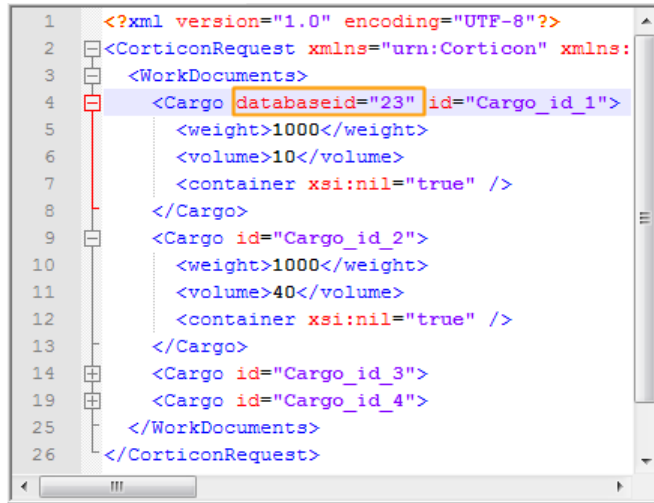 1 <?xml version="1.0" encoding="UTF-8"?>
2 <CorticonRequest xmlns="urn:Corticon" xmlns:
3 <WorkDocuments>
4 <Cargo databaseid="23" id="Cargo_id_1">
5 <weight>1000</weight>
6 <volume>10</volume>
7 <container xsi:nil="true" />
8 </Cargo>
9 <Cargo id="Cargo_id_2">
10 <weight>1000</weight>
11 <volume>40</volume>
12 <container xsi:nil="true" />
13 </Cargo>
14 <Cargo id="Cargo_id_3">
19 <Cargo id="Cargo_id_4">
25 </WorkDocuments>
26 </CorticonRequest>